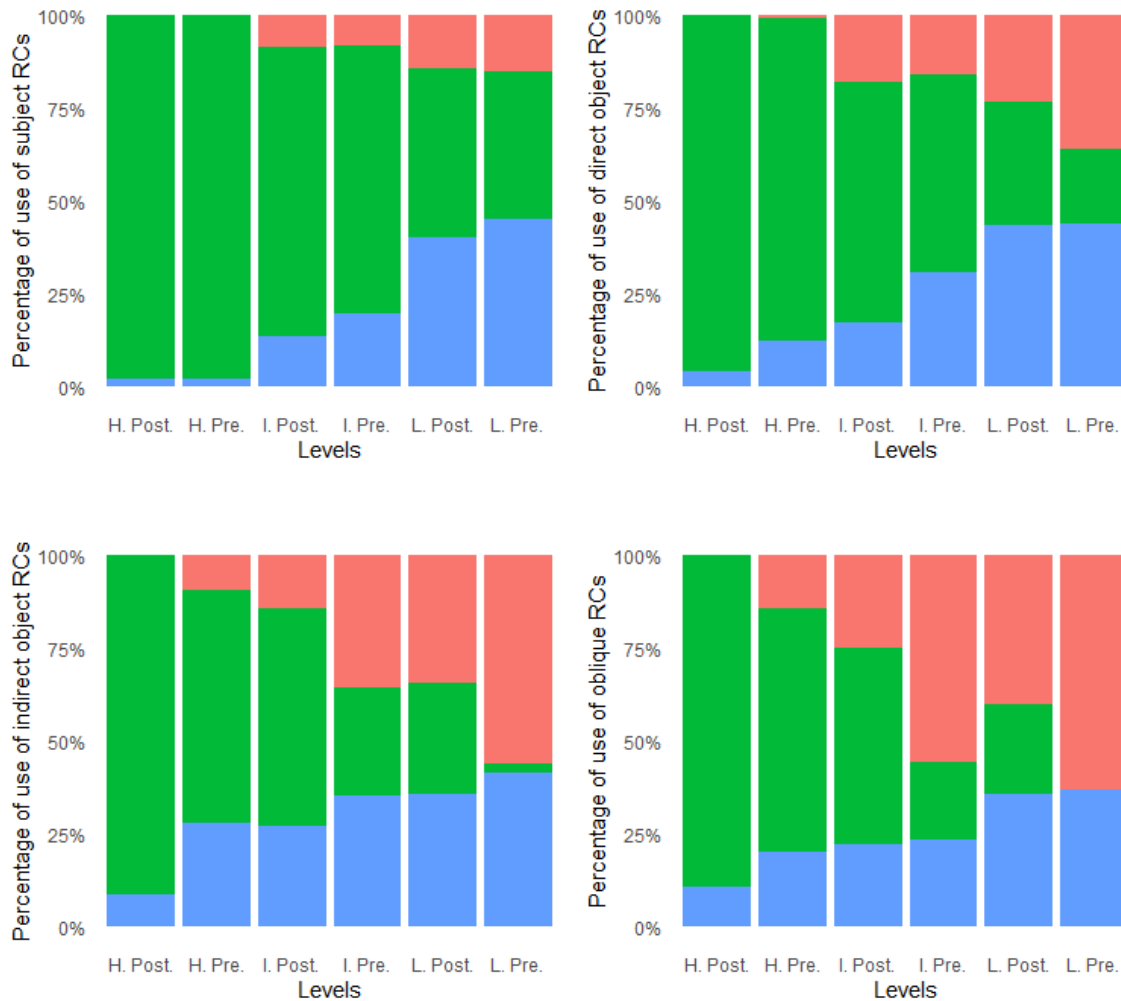 Percentage of use of subject RCs
100%
75%
50%
25%
0%
H. Post. H. Pre. I. Post. I. Pre. L. Post. L. Pre.
Levels
Percentage of use of direct object RCs
100%
75%
50%
25%
0%
H. Post. H. Pre. I. Post. I. Pre. L. Post. L. Pre.
Levels
Percentage of use of indirect object RCs
100%
75%
50%
25%
0%
H. Post. H. Pre. I. Post. I. Pre. L. Post. L. Pre.
Levels
Percentage of use of oblique RCs
100%
75%
50%
25%
0%
H. Post. H. Pre. I. Post. I. Pre. L. Post. L. Pre.
Levels